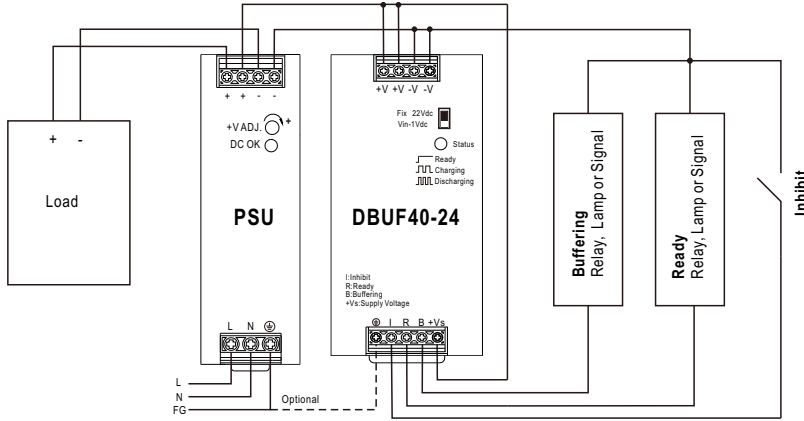 +V +V -V -V
+ + - -
Fix 22Vdc
Vin-1Vdc
+V ADJ. +
DC OK
Status
Ready
Charging
Discharging
+ -
Load
PSU
DBUF40-24
Buffering
Relay, Lamp or Signal
Ready
Relay, Lamp or Signal
Inhibit
I:Inhibit
R:Ready
B:Buffering
+Vs:Supply Voltage
L N
I R B +Vs
L
N
FG
Optional